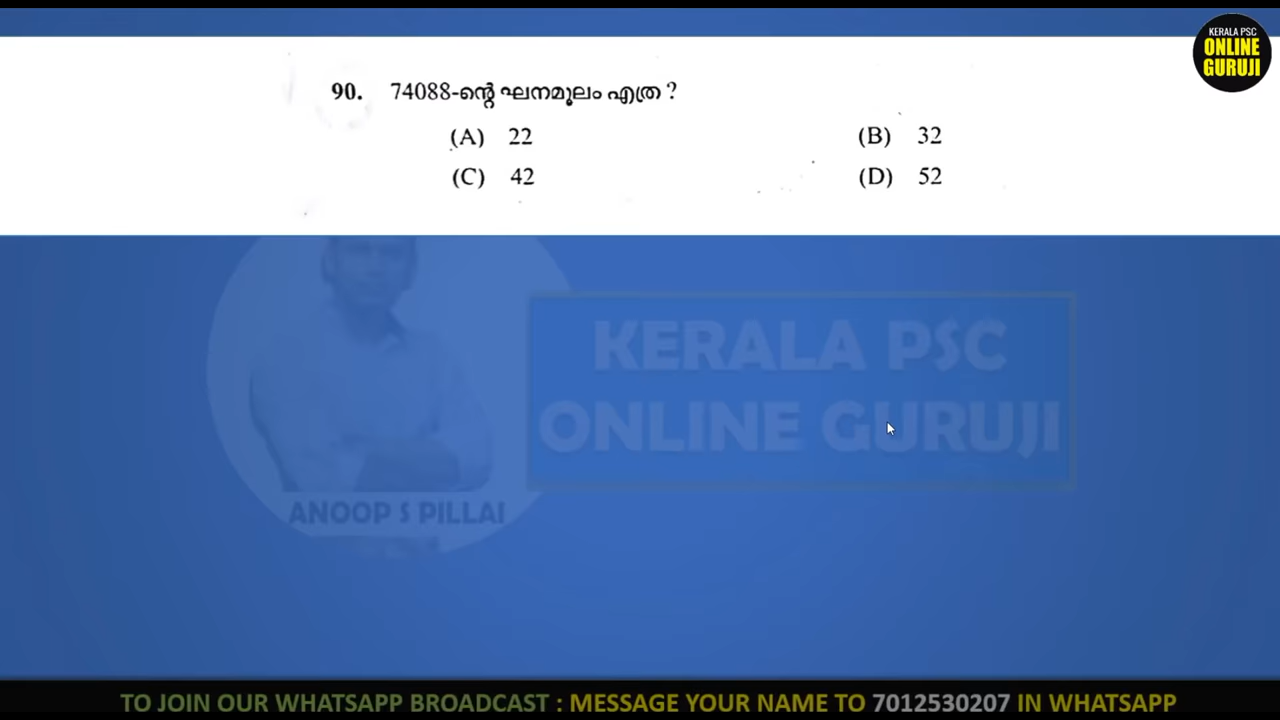 KERALA PSC
ONLINE
GURUJI
90. 74088-ന്റെ ഘനമൂലം എത്ര ?
(A) 22
(B) 32
(C) 42
(D) 52
KERALA PSC
ONLINE GURUJI
ANOOP S PILLAI
TO JOIN OUR WHATSAPP BROADCAST : MESSAGE YOUR NAME TO 7012530207 IN WHATSAPP